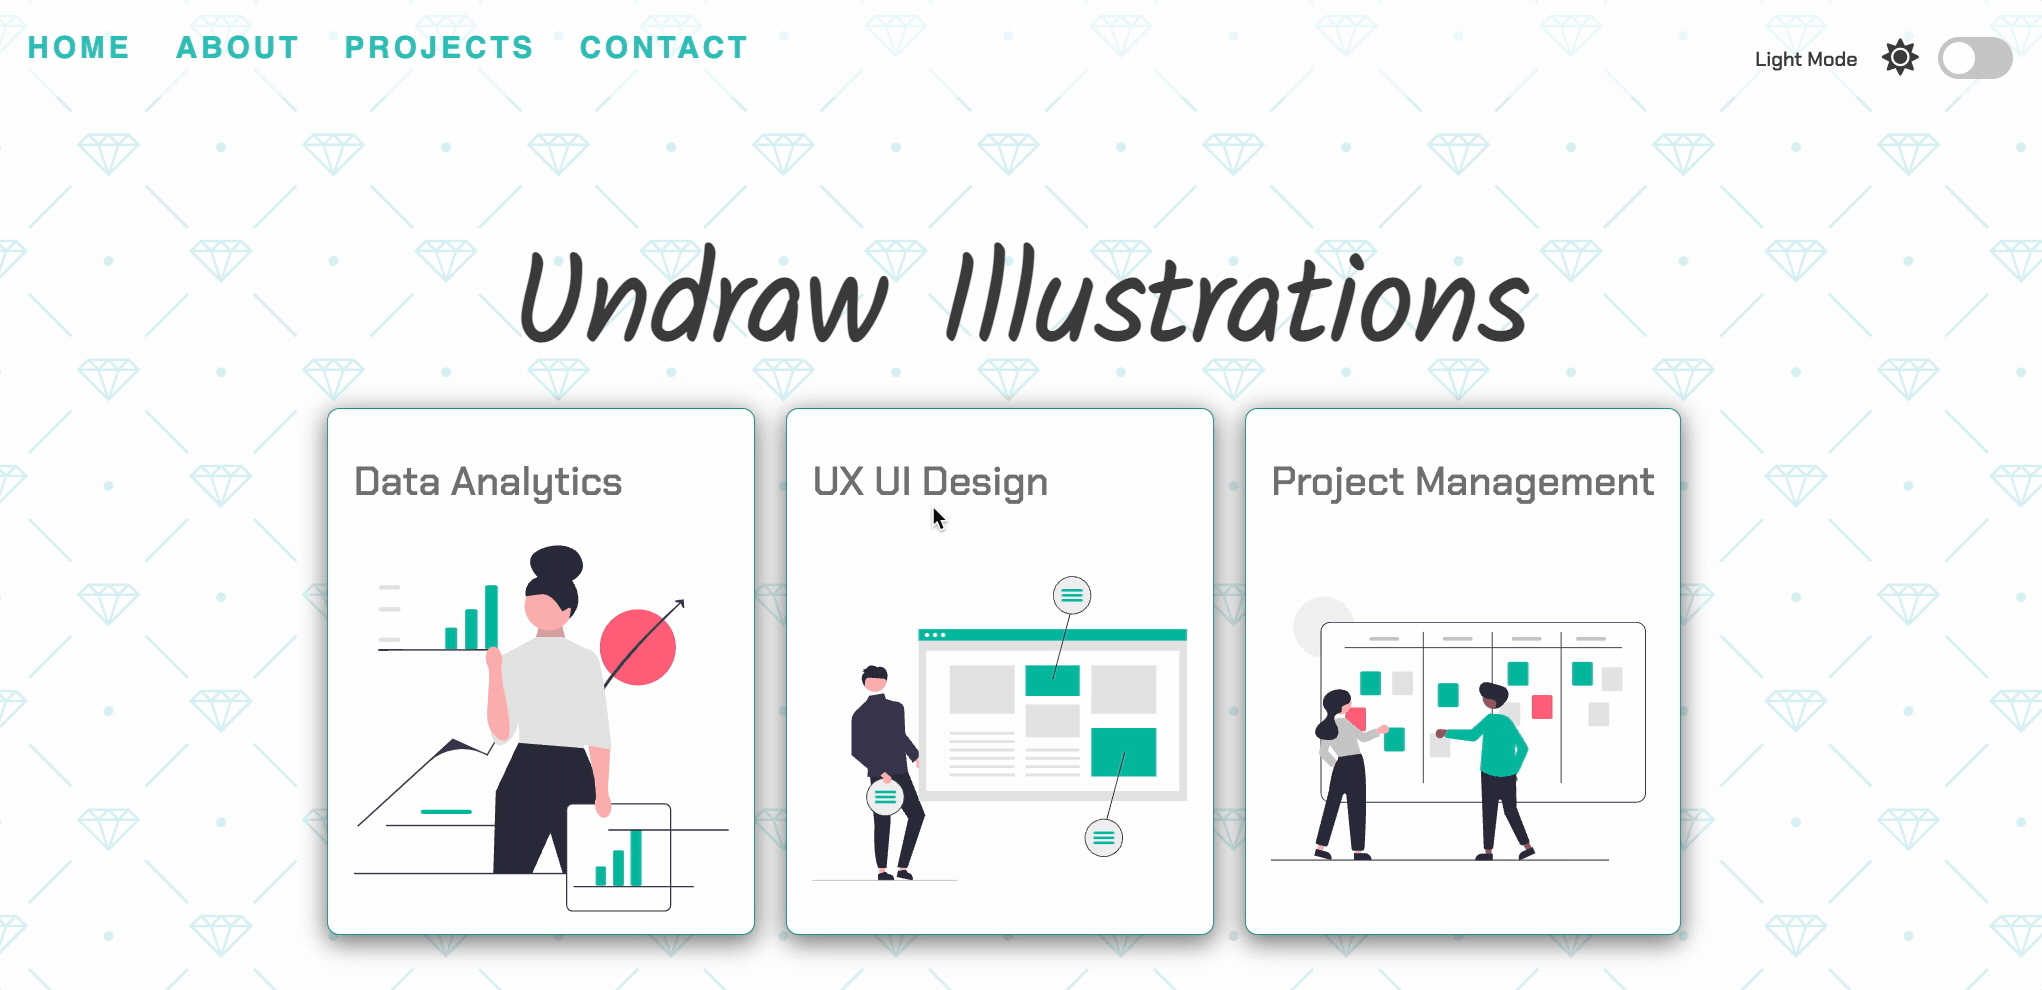 HOME ABOUT PROJECTS CONTACT
Light Mode
Undraw Illustrations
Data Analytics
UX UI Design
Project Management